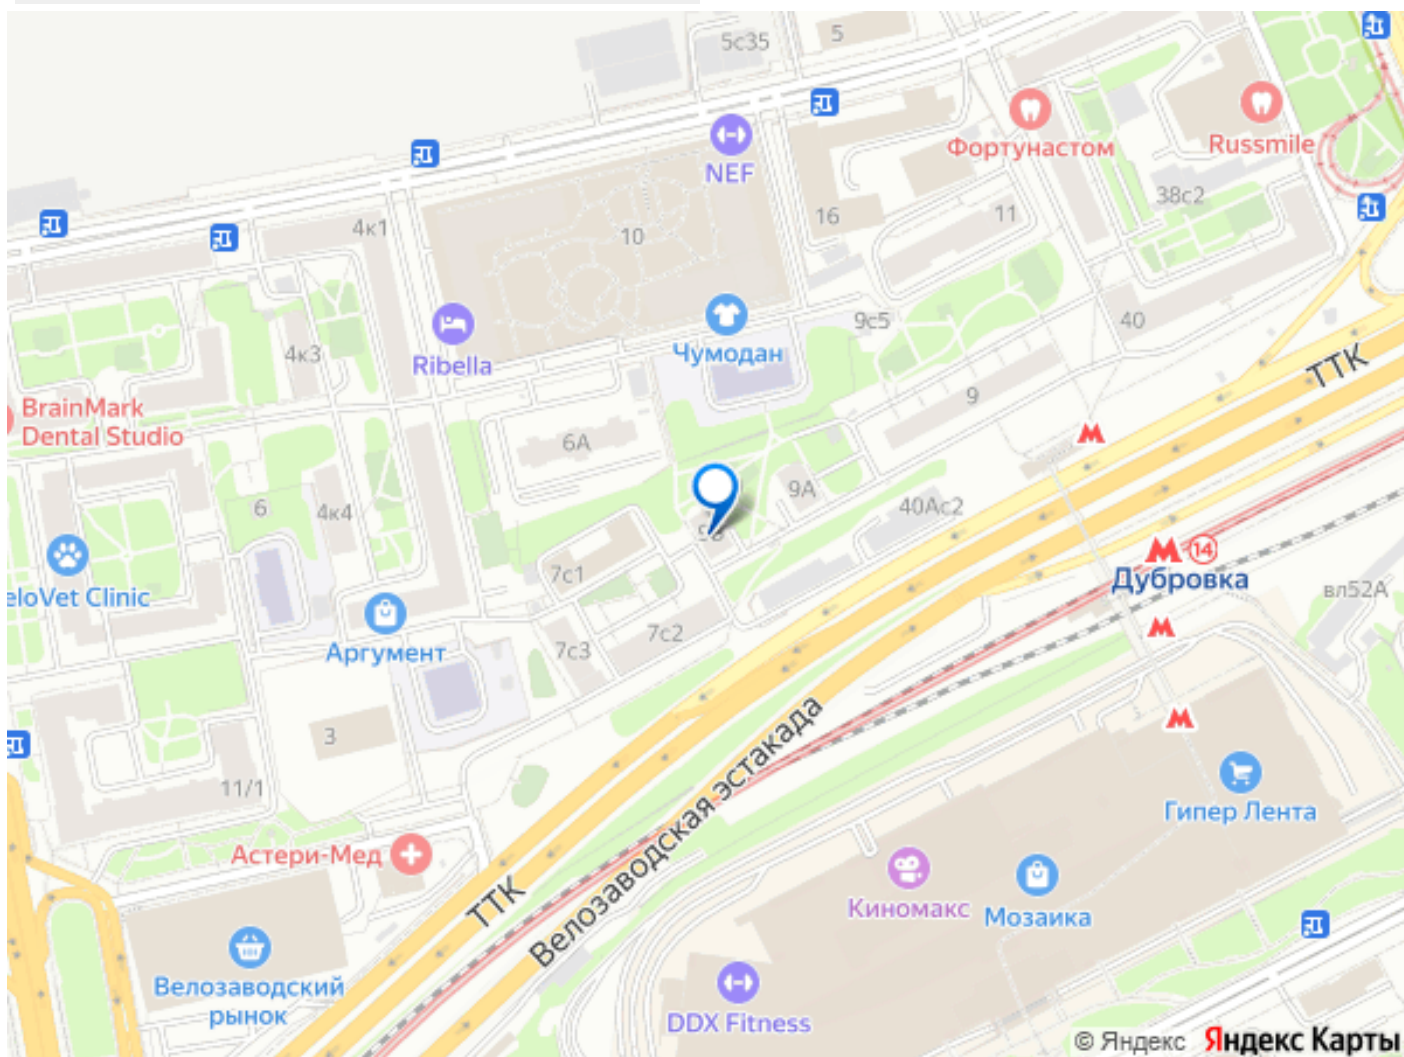 5с35
5
NEF
Фортунастом
Russmile
38с2
16
11
4к1
10
Ribella
4к3
Чумодан
9с5
40
ТТК
BrainMark
Dental Studio
9
6А
9А
6
4к4
40Ас2
14
Дубровка
7с1
eloVet Clinic
вл52А
Аргумент
7с2
7с3
3
11/1
Велозаводская эстакада
Гипер Лента
Астери-Мед
ТТК
Киномакс
Мозаика
Велозаводский
рынок
DDX Fitness
© Яндекс Яндекс Карты